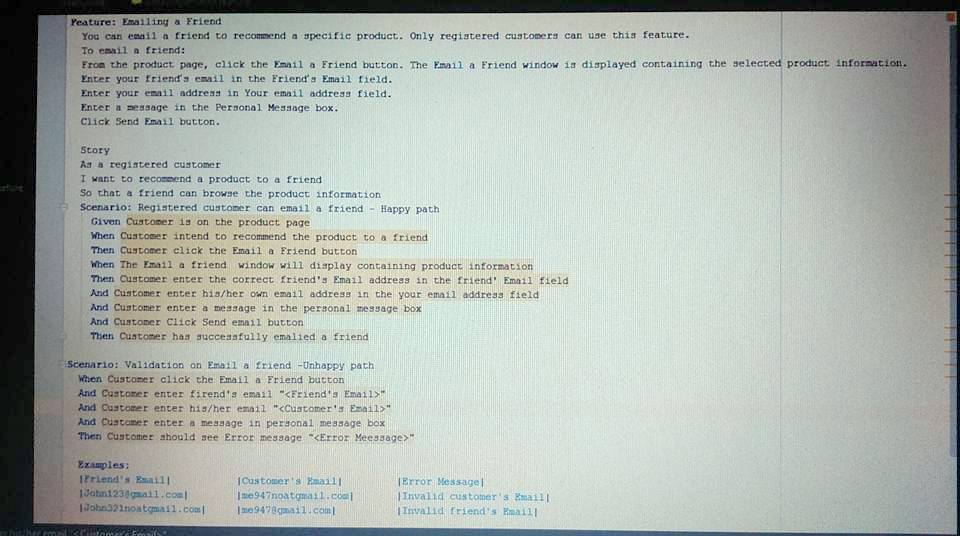 Feature: Emailing a Friend
You can email a friend to recommend a specific product. Only registered customers can use this feature.
To email a friend:
From the product page, click the Email a Friend button. The Email a Friend window is displayed containing the selected product information.
Enter your friend's email in the Friend's Email field.
Enter your email address in Your email address field.
Enter a message in the Personal Message box.
Click Send Email button.
Story
As a registered customer
I want to recommend a product to a friend
So that a friend can browse the product information
Scenario: Registered customer can email a friend - Happy path
Given Customer is on the product page
When Customer intend to recommend the product to a friend
Then Customer click the Email a Friend button
When The Email a friend  window will display containing product information
Then Customer enter the correct friend's Email address in the friend' Email field
And Customer enter his/her own email address in the your email address field
And Customer enter a message in the personal message box
And Customer Click Send email button
Then Customer has successfully emalied a friend
Scenario: Validation on Email a friend -Unhappy path
When Customer click the Email a Friend button
And Customer enter firend's email "<Friend's Email>"
And Customer enter his/her email "<Customer's Email>"
And Customer enter a message in personal message box
Then Customer should see Error message "<Error Meessage>"
Examples:
|Friend's Email| |Customer's Email| |Error Message|
|John123@gmail.com| |me947noatgmail.com| |Invalid customer's Email|
|John321noatgmail.com| |me947@gmail.com| |Invalid friend's Email|
his/her email "<Customer's Email>"